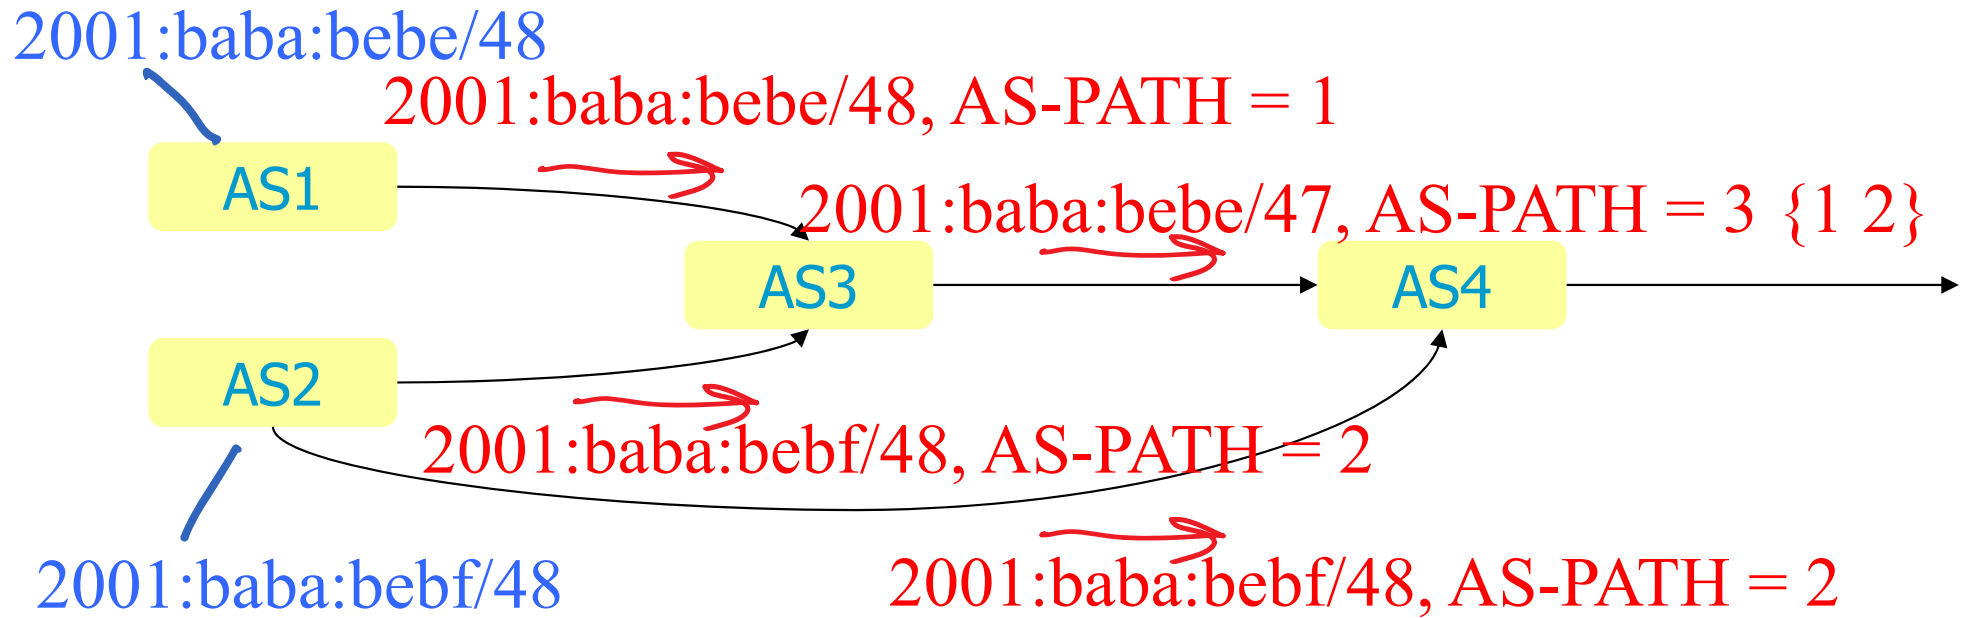 2001:baba:bebe/48
2001:baba:bebe/48, AS-PATH = 1
AS1
2001:baba:bebe/47, AS-PATH = 3 {1 2}
AS3
AS4
AS2
2001:baba:bebf/48, AS-PATH = 2
2001:baba:bebf/48
2001:baba:bebf/48, AS-PATH = 2